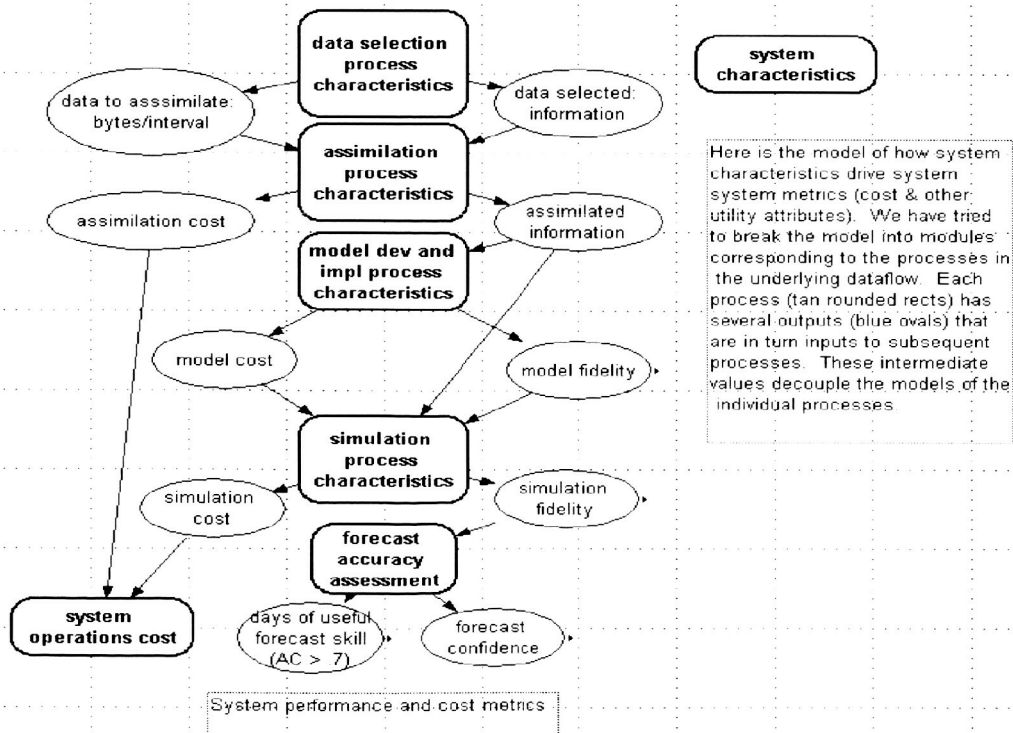 data selection
process
characteristics
system
characteristics
data to asssimilate:
bytes/interval
data selected:
information
assimilation
process
characteristics
Here is the model of how system
characteristics drive system
system metrics (cost & other
utility attributes).  We have tried
to break the model into modules
corresponding to the processes in
the underlying dataflow.  Each
process (tan rounded rects) has
several outputs (blue ovals) that
are in turn inputs to subsequent
processes.  These intermediate
values decouple the models of the
individual processes.
assimilation cost
assimilated
information
model dev and
impl process
characteristics
model cost
model fidelity
simulation
process
characteristics
simulation
cost
simulation
fidelity
forecast
accuracy
assessment
system
operations cost
days of useful
forecast skill
(AC > .7)
forecast
confidence
System performance and cost metrics